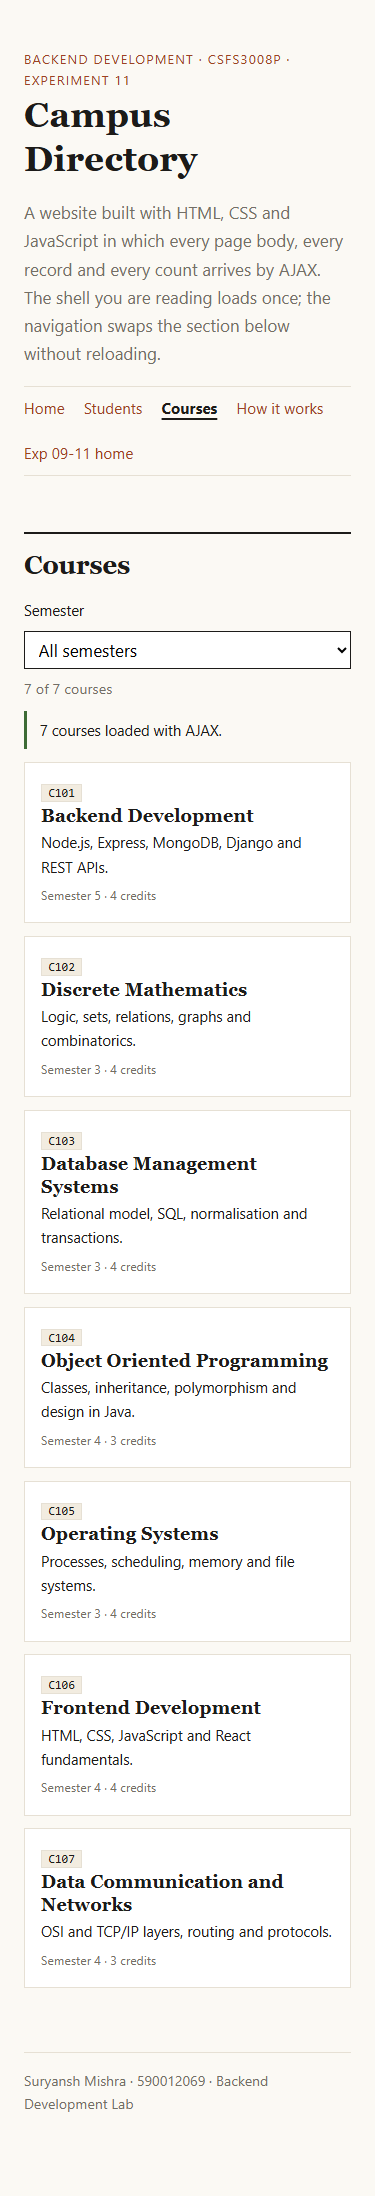 BACKEND DEVELOPMENT · CSFS3008P ·
EXPERIMENT 11
Campus
Directory
A website built with HTML, CSS and
JavaScript in which every page body, every
record and every count arrives by AJAX.
The shell you are reading loads once; the
navigation swaps the section below
without reloading.
Home Students Courses How it works
Exp 09-11 home
Courses
Semester
All semesters
7 of 7 courses
7 courses loaded with AJAX.
C101
Backend Development
Node.js, Express, MongoDB, Django and
REST APIs.
Semester 5 · 4 credits
C102
Discrete Mathematics
Logic, sets, relations, graphs and
combinatorics.
Semester 3 · 4 credits
C103
Database Management
Systems
Relational model, SQL, normalisation and
transactions.
Semester 3 · 4 credits
C104
Object Oriented Programming
Classes, inheritance, polymorphism and
design in Java.
Semester 4 · 3 credits
C105
Operating Systems
Processes, scheduling, memory and file
systems.
Semester 3 · 4 credits
C106
Frontend Development
HTML, CSS, JavaScript and React
fundamentals.
Semester 4 · 4 credits
C107
Data Communication and
Networks
OSI and TCP/IP layers, routing and protocols.
Semester 4 · 3 credits
Suryansh Mishra · 590012069 · Backend
Development Lab